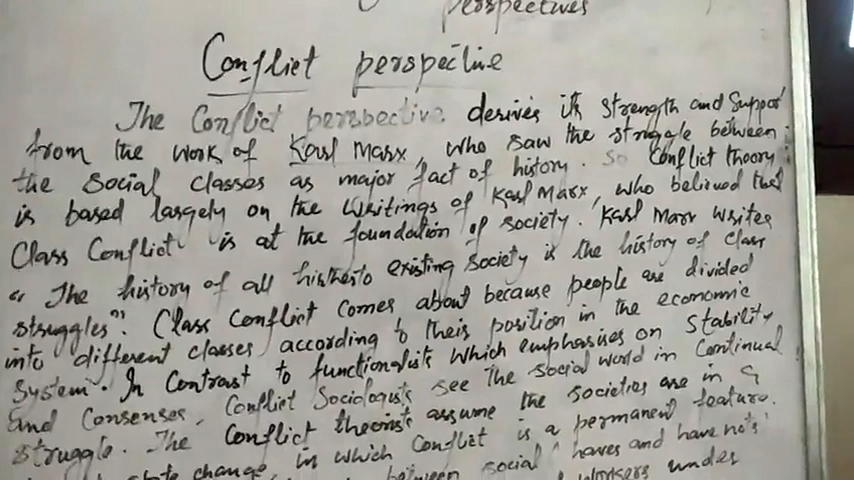 perspectives
Conflict perspective
The Conflict perspective derives its strength and Support
from the work of Karl Marx, who saw the struggle between
the social classes as major fact of history. So Conflict theory
is based largely on the writings of Karl Marx, who believed that
Class Conflict is at the foundation of society. Karl Marx writes
" The history of all hitherto existing society is the history of class
struggles". Class Conflict comes about because people are divided
into different classes according to their position in the economic
System. In Contrast to functionalists which emphasises on Stability
and Consenses, Conflict Sociologists see the social world in Continual
struggle. The Conflict theorists assume the societies are in a
change, in which Conflict is a permanent feature.
between social 'haves and have nots'
workers under